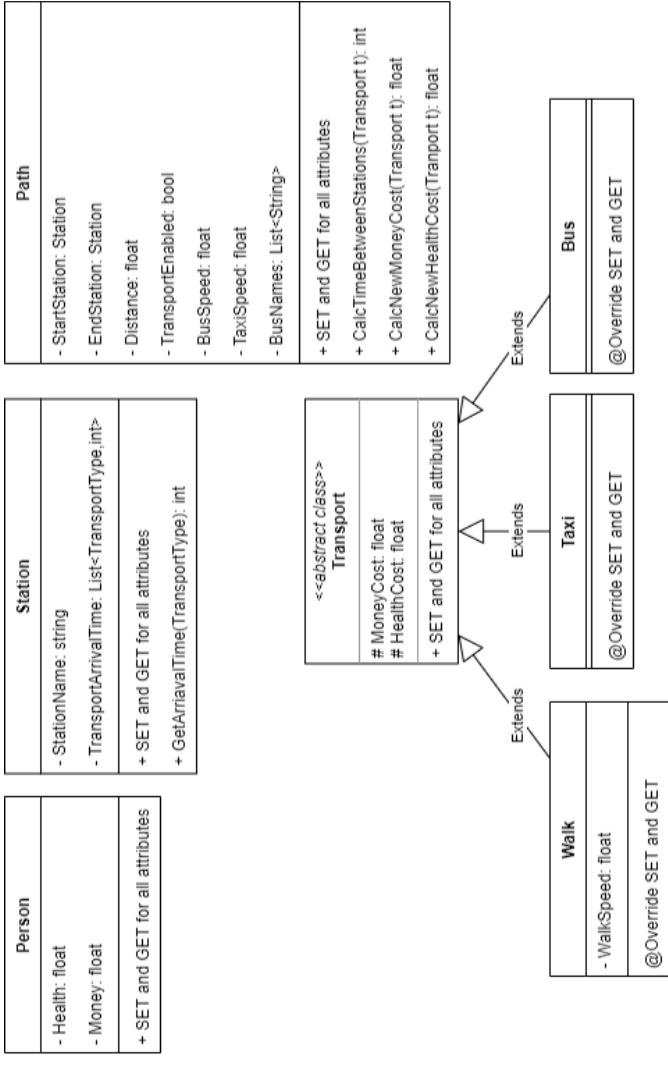 Person
- Health: float
- Money: float
+ SET and GET for all attributes
Station
- StationName: string
- TransportArrivalTime: List<TransportType,int>
+ SET and GET for all attributes
+ GetArriavalTime(TransportType): int
Path
- StartStation: Station
- EndStation: Station
- Distance: float
- TransportEnabled: bool
- BusSpeed: float
- TaxiSpeed: float
- BusNames: List<String>
+ SET and GET for all attributes
+ CalcTimeBetweenStations(Transport t): int
+ CalcNewMoneyCost(Transport t): float
+ CalcNewHealthCost(Tranport t): float
<<abstract class>>
Transport
# MoneyCost: float
# HealthCost: float
+ SET and GET for all attributes
Extends
Extends
Extends
Walk
- WalkSpeed: float
@Override SET and GET
Taxi
@Override SET and GET
Bus
@Override SET and GET